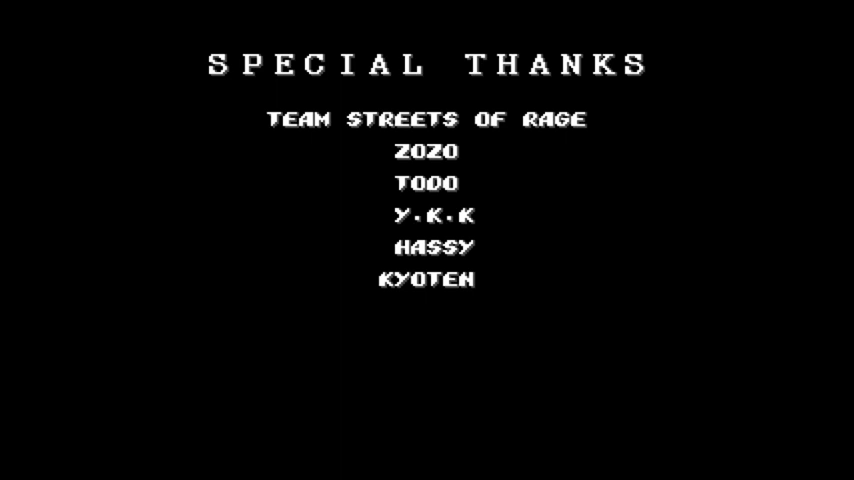 SPECIAL THANKS
TEAM STREETS OF RAGE
ZOZO
TODO
Y.K.K
HASSY
KYOTEN